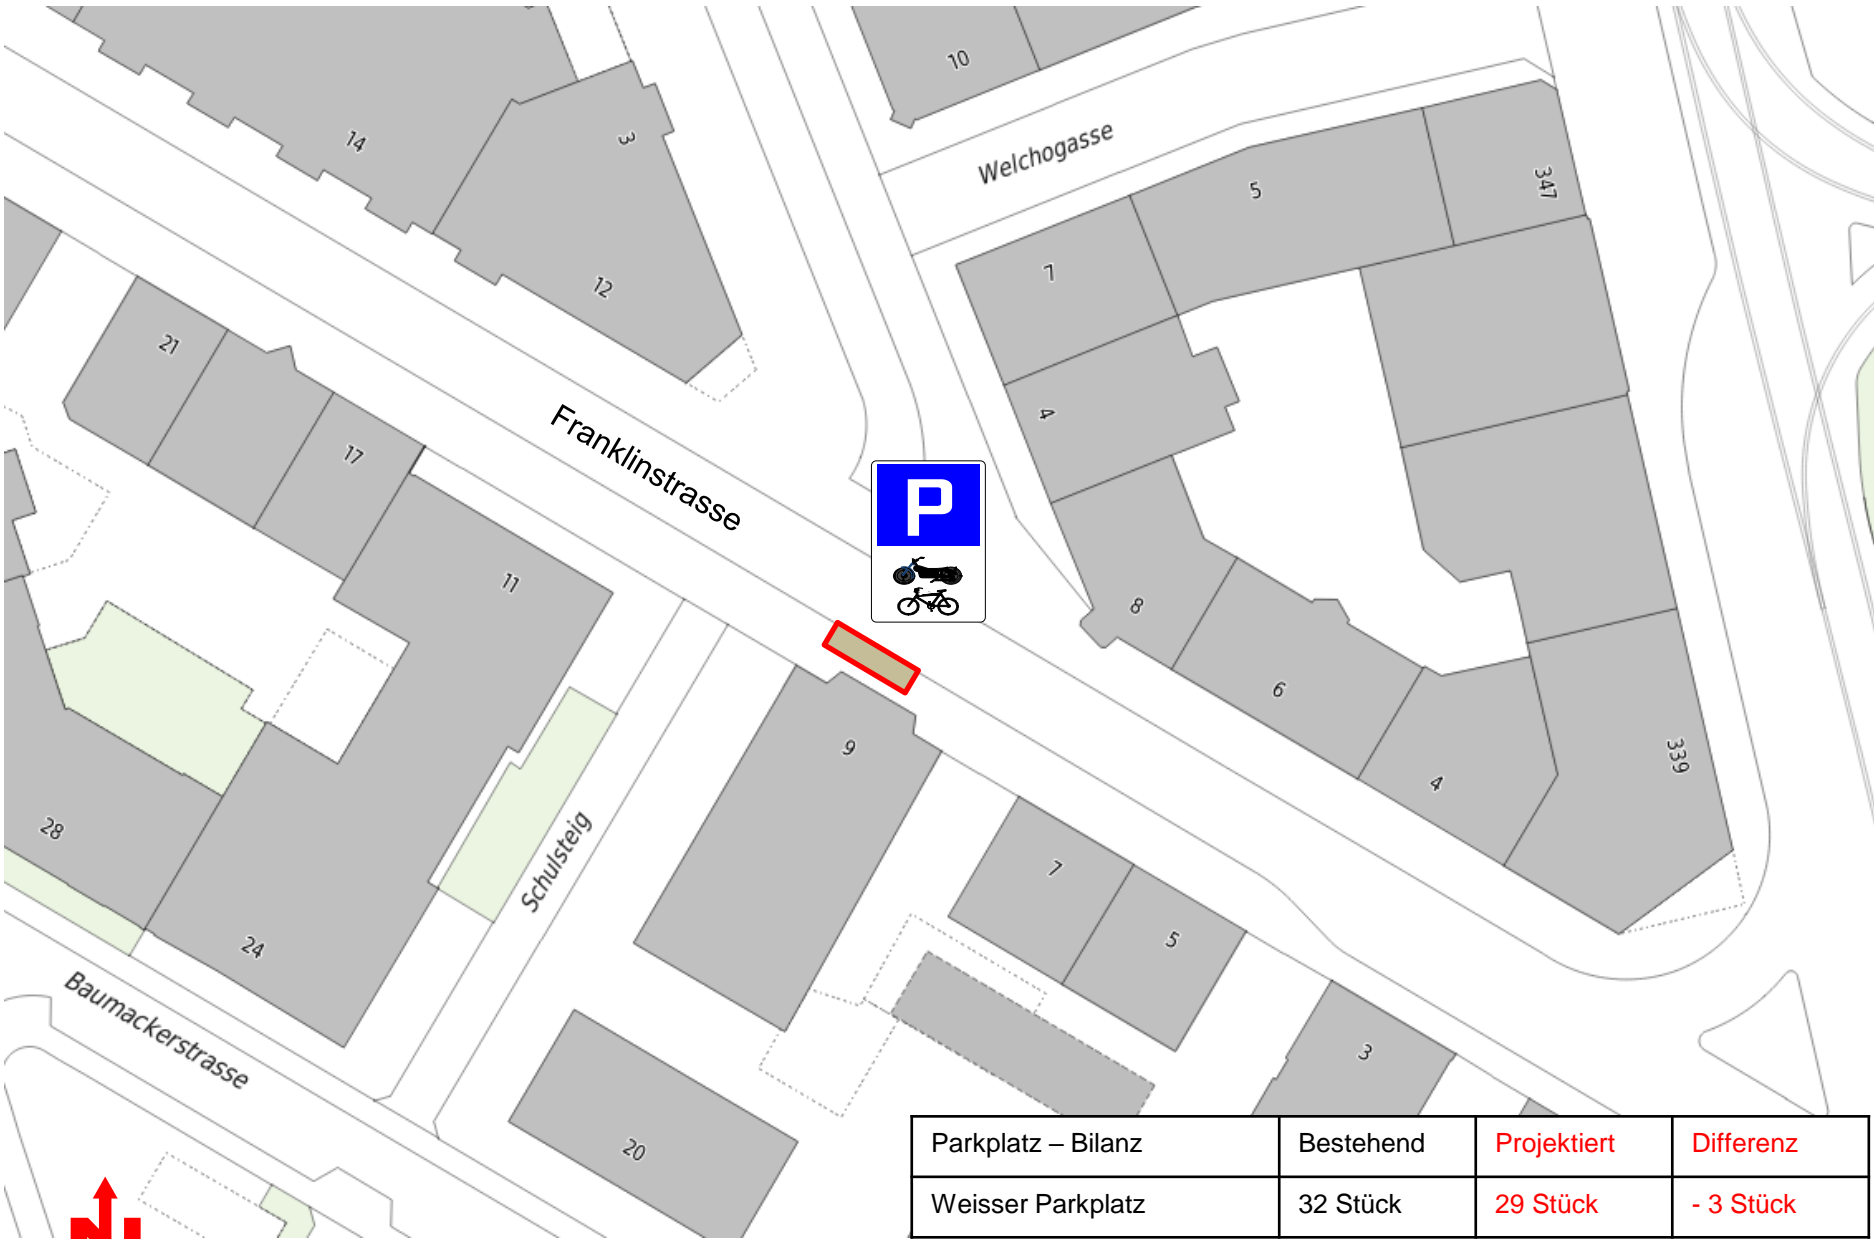 10
14
3
Welchogasse
5
347
7
12
21
4
17
Franklinstrasse
P
11
8
6
9
4
339
28
Schulsteig
7
5
24
Baumackerstrasse
3
20
Parkplatz – Bilanz Bestehend Projektiert Differenz
Weisser Parkplatz 32 Stück 29 Stück - 3 Stück
N